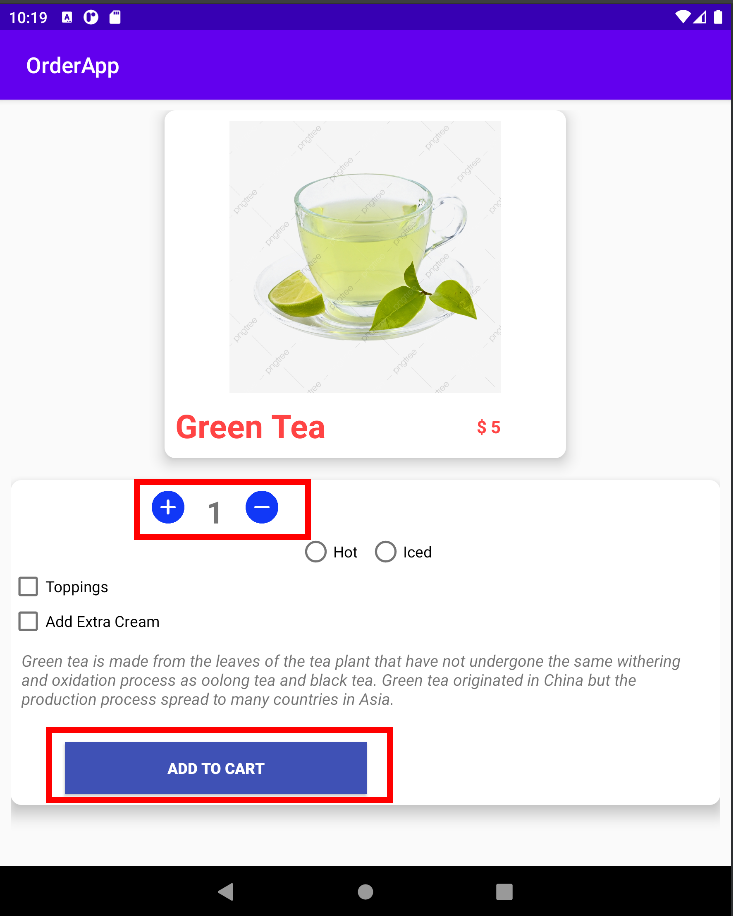 10:19
OrderApp
pngtree
Green Tea
$ 5
1
Hot
Iced
Toppings
Add Extra Cream
Green tea is made from the leaves of the tea plant that have not undergone the same withering
and oxidation process as oolong tea and black tea. Green tea originated in China but the
production process spread to many countries in Asia.
ADD TO CART